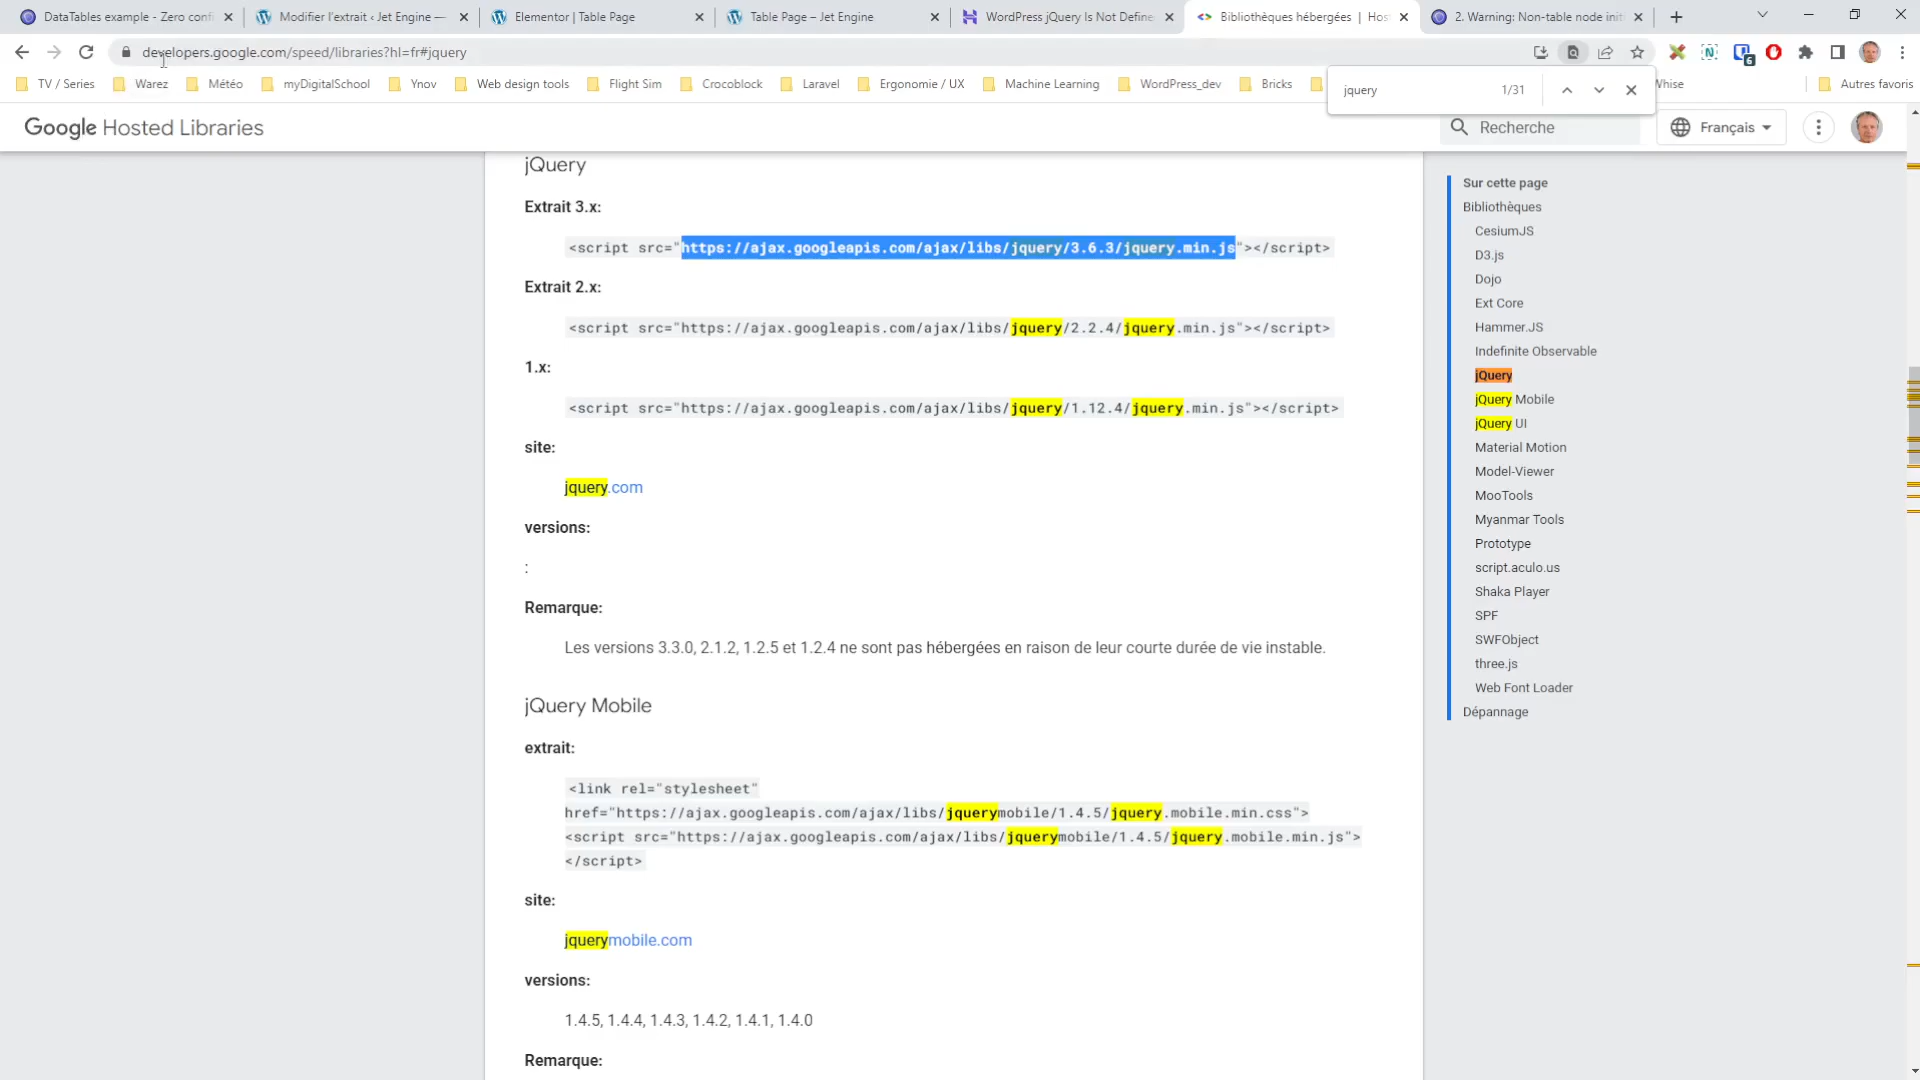 DataTables example - Zero confi
Modifier l'extrait ‹ Jet Engine —
Elementor | Table Page
Table Page – Jet Engine
WordPress jQuery Is Not Define
Bibliothèques hébergées | Hos
2. Warning: Non-table node initi
developers.google.com/speed/libraries?hl=fr#jquery
6
TV / Series
Warez
Météo
myDigitalSchool
Ynov
Web design tools
Flight Sim
Crocoblock
Laravel
Ergonomie / UX
Machine Learning
WordPress_dev
Bricks
Whise
Autres favoris
jquery
1/31
Google Hosted Libraries
Recherche
Français
jQuery
Extrait 3.x:
<script src="https://ajax.googleapis.com/ajax/libs/jquery/3.6.3/jquery.min.js"></script>
Extrait 2.x:
<script src="https://ajax.googleapis.com/ajax/libs/jquery/2.2.4/jquery.min.js"></script>
1.x:
<script src="https://ajax.googleapis.com/ajax/libs/jquery/1.12.4/jquery.min.js"></script>
site:
jquery.com
versions:
:
Remarque:
Les versions 3.3.0, 2.1.2, 1.2.5 et 1.2.4 ne sont pas hébergées en raison de leur courte durée de vie instable.
jQuery Mobile
extrait:
<link rel="stylesheet"
href="https://ajax.googleapis.com/ajax/libs/jquerymobile/1.4.5/jquery.mobile.min.css">
<script src="https://ajax.googleapis.com/ajax/libs/jquerymobile/1.4.5/jquery.mobile.min.js">
</script>
site:
jquerymobile.com
versions:
1.4.5, 1.4.4, 1.4.3, 1.4.2, 1.4.1, 1.4.0
Remarque:
Sur cette page
Bibliothèques
CesiumJS
D3.js
Dojo
Ext Core
Hammer.JS
Indefinite Observable
jQuery
jQuery Mobile
jQuery UI
Material Motion
Model-Viewer
MooTools
Myanmar Tools
Prototype
script.aculo.us
Shaka Player
SPF
SWFObject
three.js
Web Font Loader
Dépannage